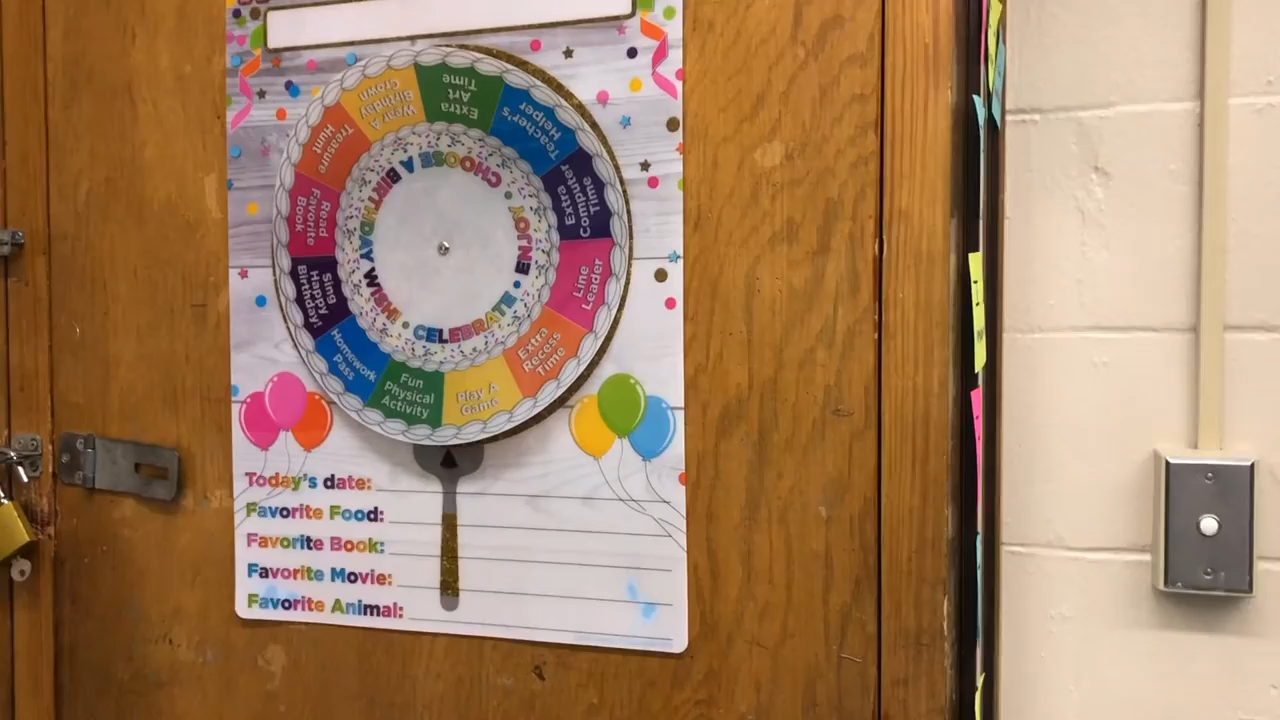 CHOOSE A BIRTHDAY WISH! • CELEBRATE • ENJOY •
Extra
Art
Time
Teacher's
Helper
Extra
Computer
Time
Line
Leader
Extra
Recess
Time
Play A
Game
Fun
Physical
Activity
Homework
Pass
Sing
Happy
Birthday!
Read
Favorite
Book
Treasure
Hunt
Wear A
Birthday
Crown
Today's date:
Favorite Food:
Favorite Book:
Favorite Movie:
Favorite Animal: